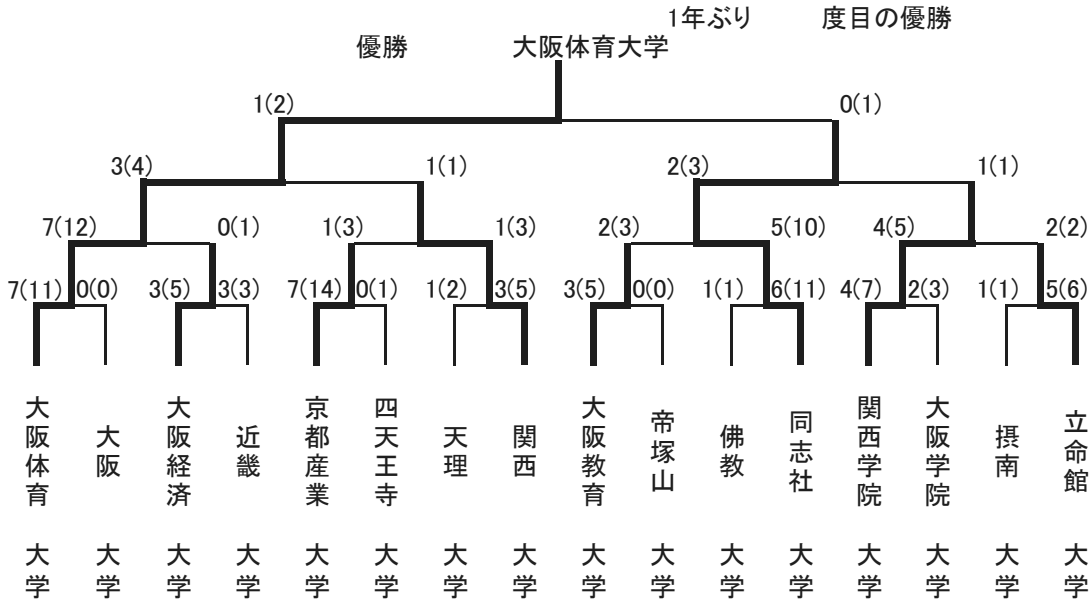 1年ぶり 度目の優勝
優勝 大阪体育大学
1(2) 0(1)
3(4) 1(1) 2(3) 1(1)
7(12) 0(1) 1(3) 1(3) 2(3) 5(10) 4(5) 2(2)
7(11) 0(0) 3(5) 3(3) 7(14) 0(1) 1(2) 3(5) 3(5) 0(0) 1(1) 6(11) 4(7) 2(3) 1(1) 5(6)
大阪体育大学
大阪大学
大阪経済大学
近畿大学
京都産業大学
四天王寺大学
天理大学
関西大学
大阪教育大学
帝塚山大学
佛教大学
同志社大学
関西学院大学
大阪学院大学
摂南大学
立命館大学